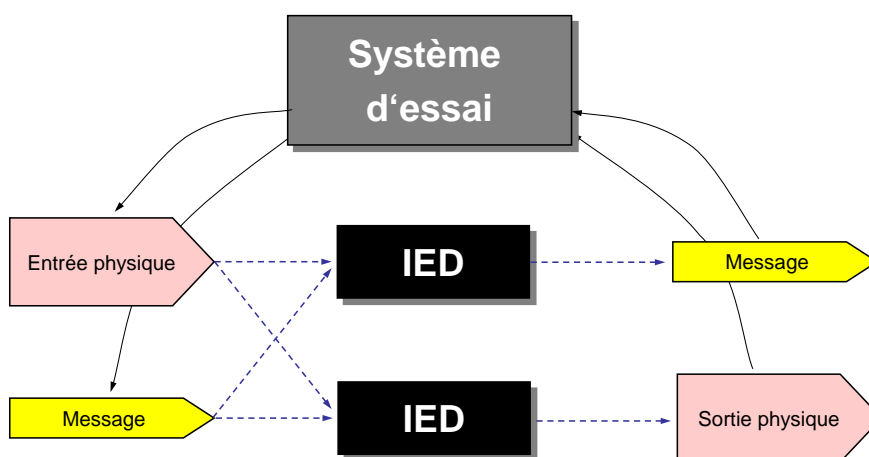 Système
d‘essai
Entrée physique
IED
Message
Message
IED
Sortie physique